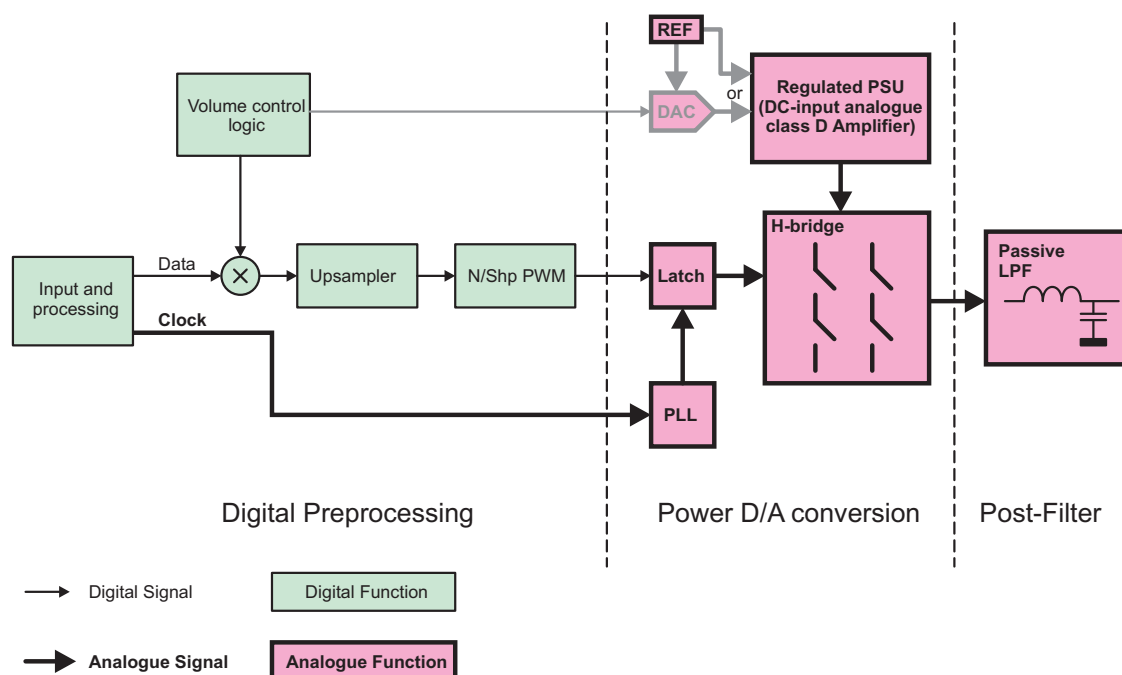 REF
Volume control
logic
DAC
or
Regulated PSU
(DC-input analogue
class D Amplifier)
H-bridge
Input and
processing
Data
Clock
Upsampler
N/Shp PWM
Latch
PLL
Passive
LPF
Digital Preprocessing
Power D/A conversion
Post-Filter
Digital Signal
Digital Function
Analogue Signal
Analogue Function